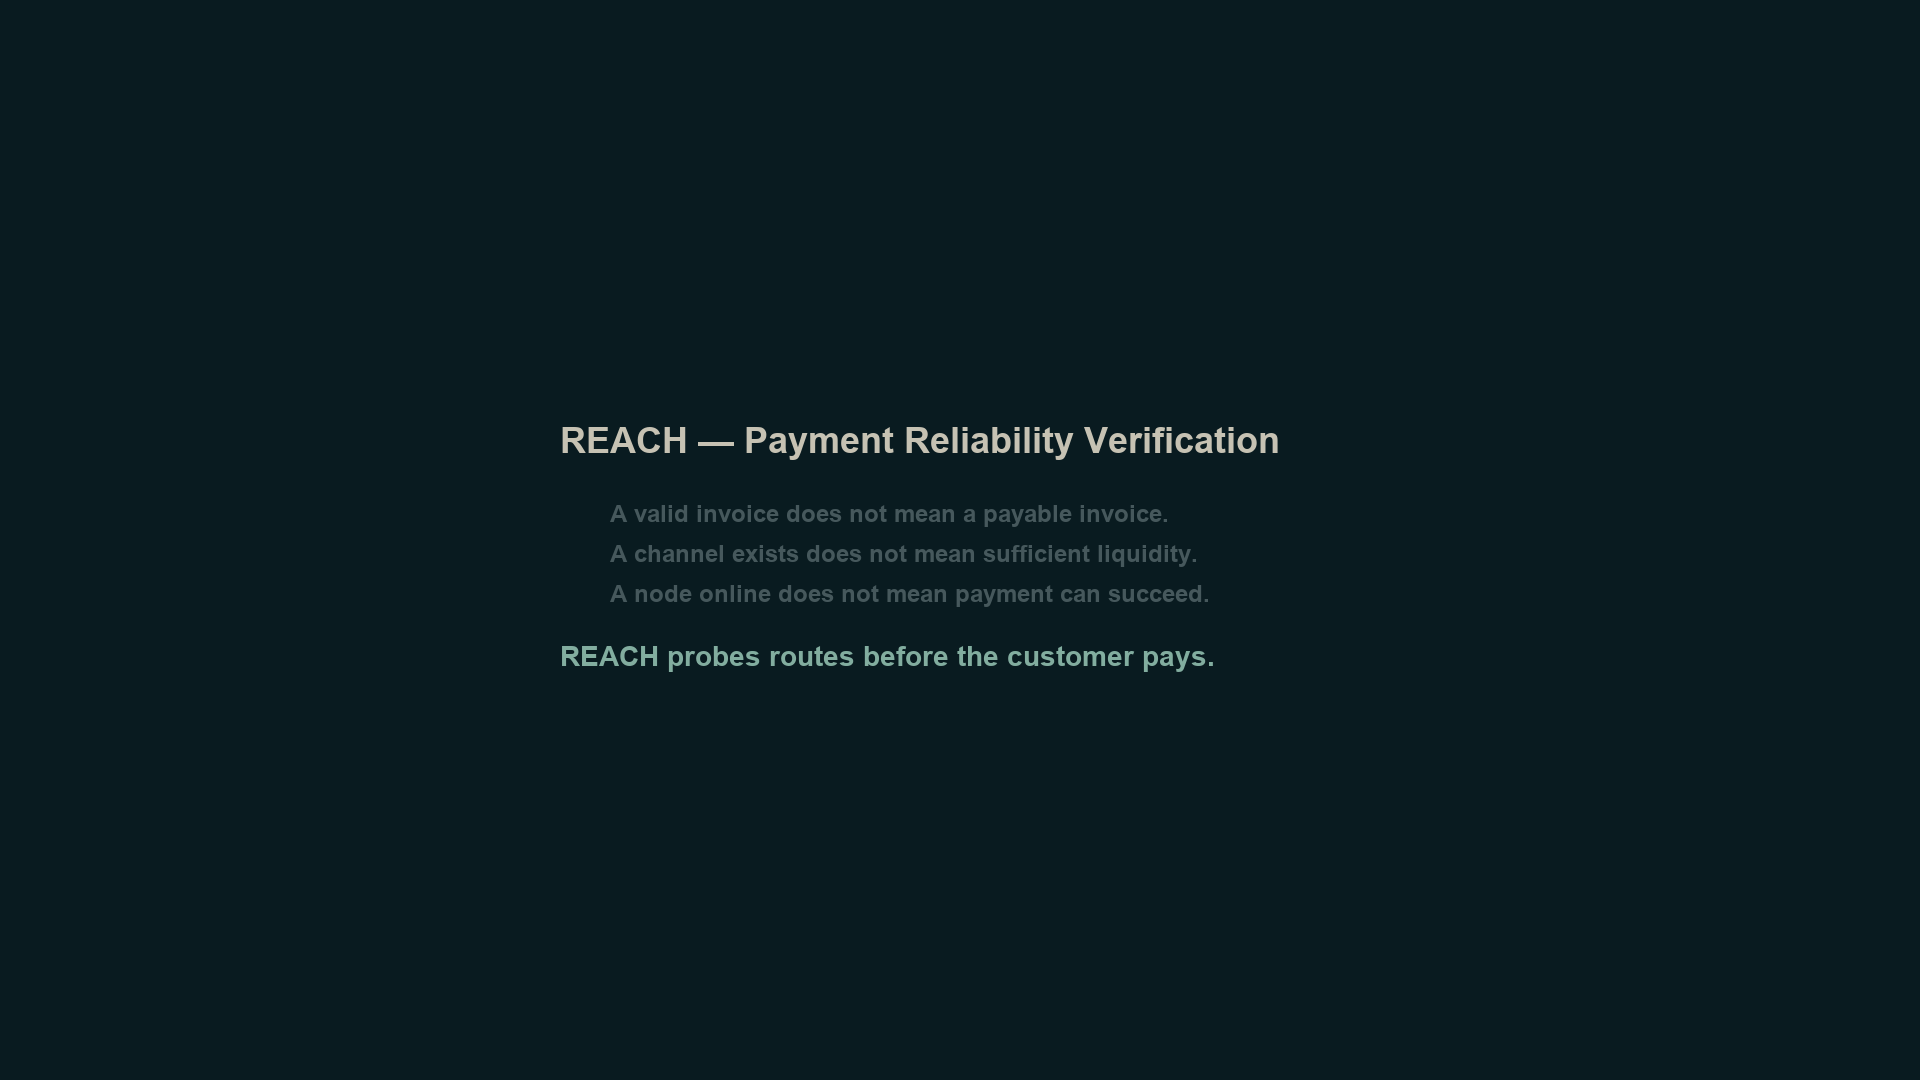 REACH — Payment Reliability Verification
A valid invoice does not mean a payable invoice.
A channel exists does not mean sufficient liquidity.
A node online does not mean payment can succeed.
REACH probes routes before the customer pays.